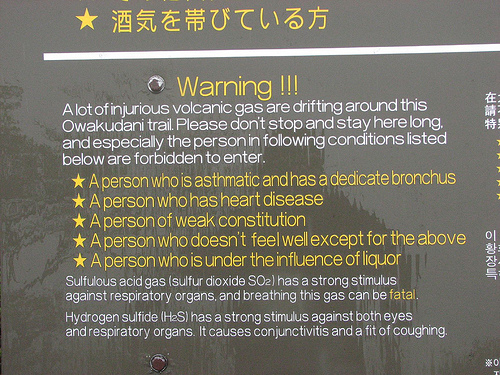 ★ 酒気を帯びている方
Warning !!!
A lot of injurious volcanic gas are drifting around this
Owakudani trail. Please don't stop and stay here long,
and especially the person in following conditions listed
below are forbidden to enter.
★ A person who is asthmatic and has a dedicate bronchus
★ A person who has heart disease
★ A person of weak constitution
★ A person who doesn't feel well except for the above
★ A person who is under the influence of liquor
Sulfulous acid gas (sulfur dioxide SO₂) has a strong stimulus
against respiratory organs, and breathing this gas can be fatal.
Hydrogen sulfide (H₂S) has a strong stimulus against both eyes
and respiratory organs. It causes conjunctivitis and a fit of coughing.
在
請
特
이
황
장
특